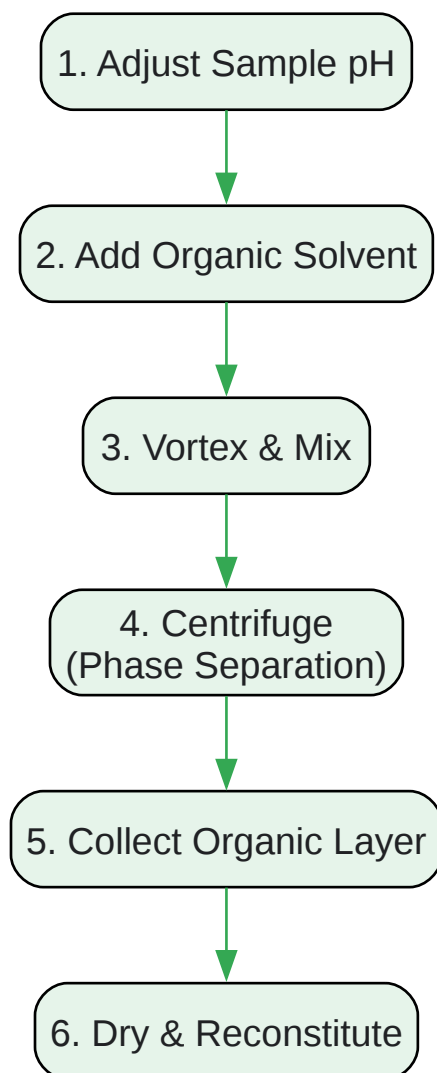 1. Adjust Sample pH
2. Add Organic Solvent
3. Vortex & Mix
4. Centrifuge
(Phase Separation)
5. Collect Organic Layer
6. Dry & Reconstitute